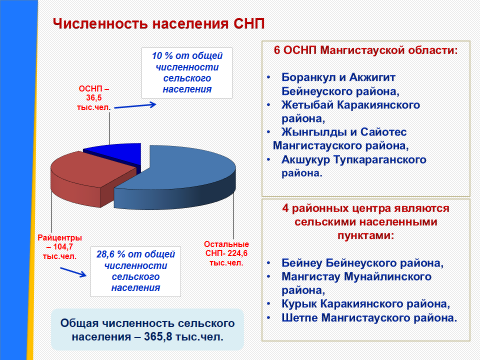 Численность населения СНП
10 % от общей
численности
сельского
населения
ОСНП –
36,5
тыс.чел.
Райцентры
– 104,7
тыс.чел.
28,6 % от общей
численности
сельского
населения
Остальные
СНП- 224,6
тыс.чел.
Общая численность сельского
населения – 365,8 тыс.чел.
6 ОСНП Мангистауской области:
• Боранкул и Акжигит
Бейнеуского района,
• Жетыбай Каракиянского
района,
• Жынгылды и Сайотес
Мангистауского района,
• Акшукур Тупкараганского
района.
4 районных центра являются
сельскими населенными
пунктами:
• Бейнеу Бейнеуского района,
• Мангистау Мунайлинского
района,
• Курык Каракиянского района,
• Шетпе Мангистауского района.